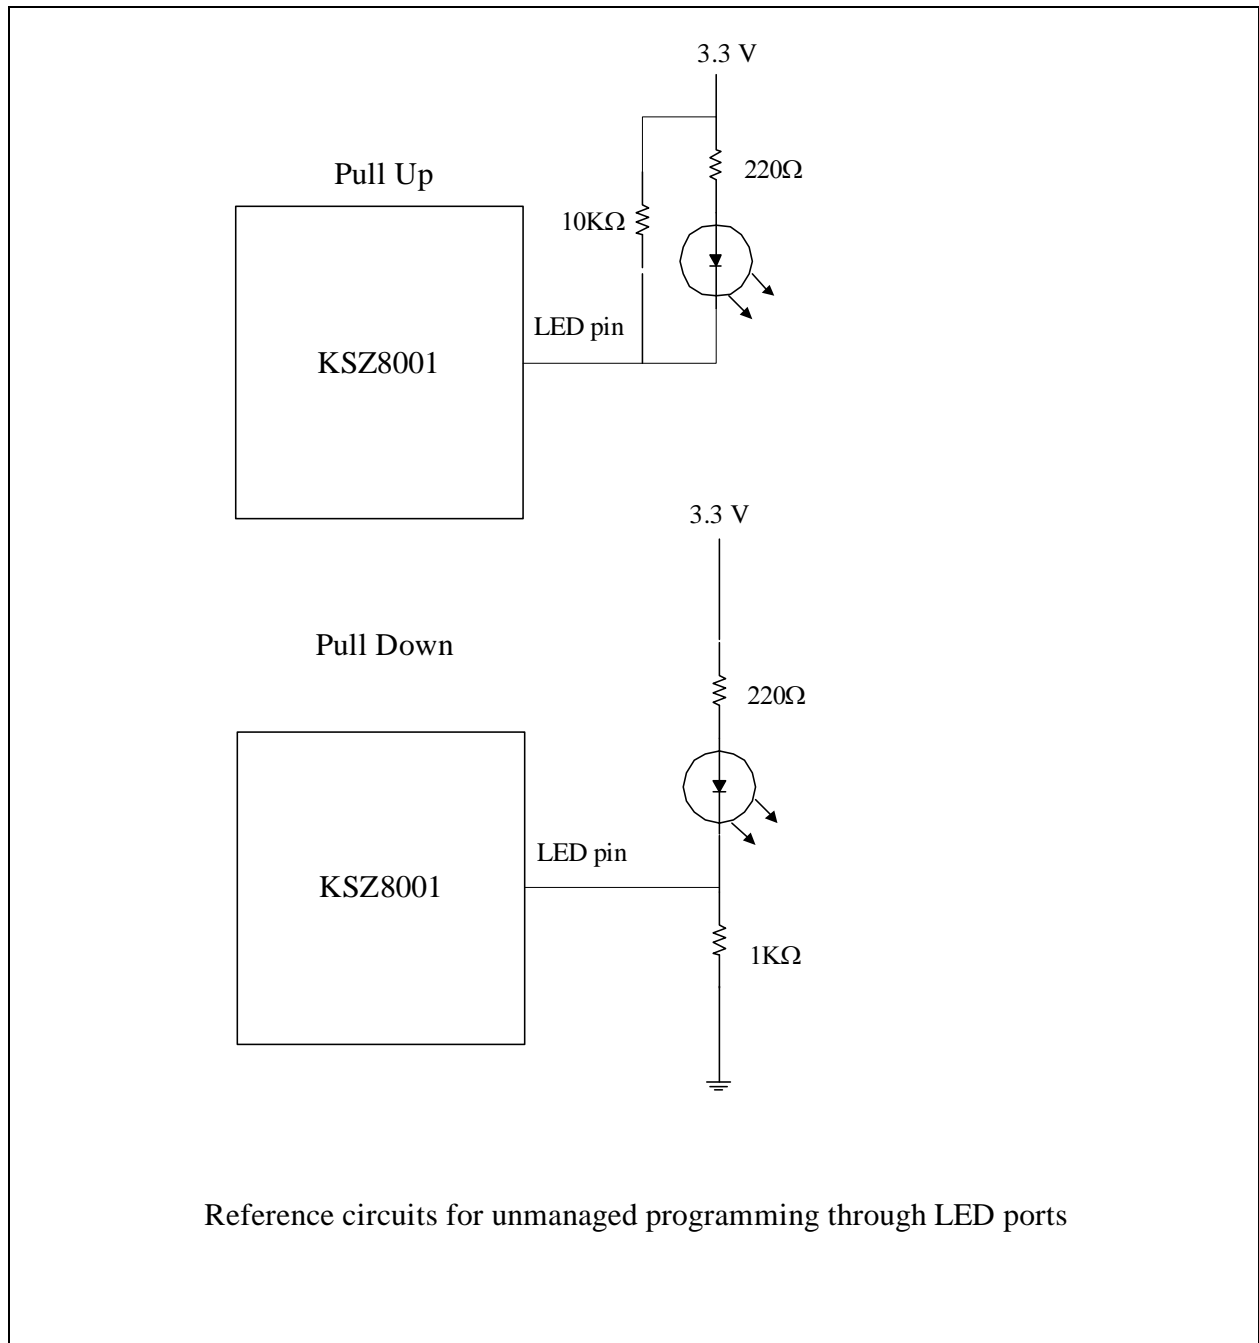 3.3 V
Pull Up
220Ω
10KΩ
LED pin
KSZ8001
3.3 V
Pull Down
220Ω
LED pin
KSZ8001
1KΩ
Reference circuits for unmanaged programming through LED ports